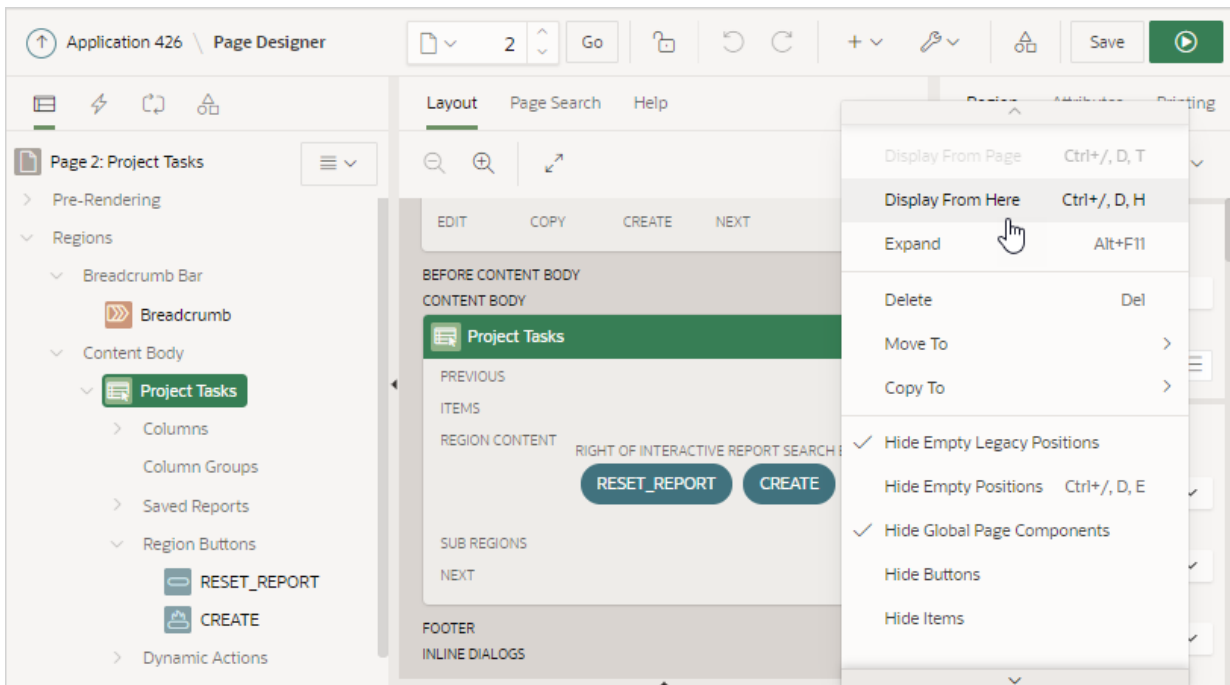 Application 426 \ Page Designer
2
Go
Save
Layout
Page Search
Help
Region
Attributes
Printing
Page 2: Project Tasks
Pre-Rendering
Regions
Breadcrumb Bar
Breadcrumb
Content Body
Project Tasks
Columns
Column Groups
Saved Reports
Region Buttons
RESET_REPORT
CREATE
Dynamic Actions
EDIT COPY CREATE NEXT
BEFORE CONTENT BODY
CONTENT BODY
Project Tasks
PREVIOUS
ITEMS
REGION CONTENT
RIGHT OF INTERACTIVE REPORT SEARCH
RESET_REPORT CREATE
SUB REGIONS
NEXT
FOOTER
INLINE DIALOGS
Display From Page Ctrl+/, D, T
Display From Here Ctrl+/, D, H
Expand Alt+F11
Delete Del
Move To
Copy To
Hide Empty Legacy Positions
Hide Empty Positions Ctrl+/, D, E
Hide Global Page Components
Hide Buttons
Hide Items